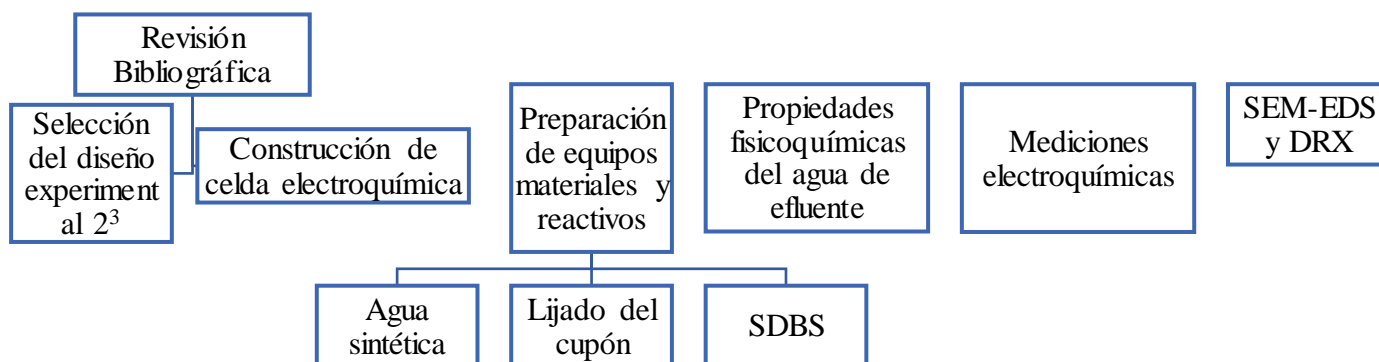 Revisión
Bibliográfica
Selección
del diseño
experiment
al 2³
Construcción de
celda electroquímica
Preparación
de equipos
materiales y
reactivos
Propiedades
fisicoquímicas
del agua de
efluente
Mediciones
electroquímicas
SEM-EDS
y DRX
Agua
sintética
Lijado del
cupón
SDBS